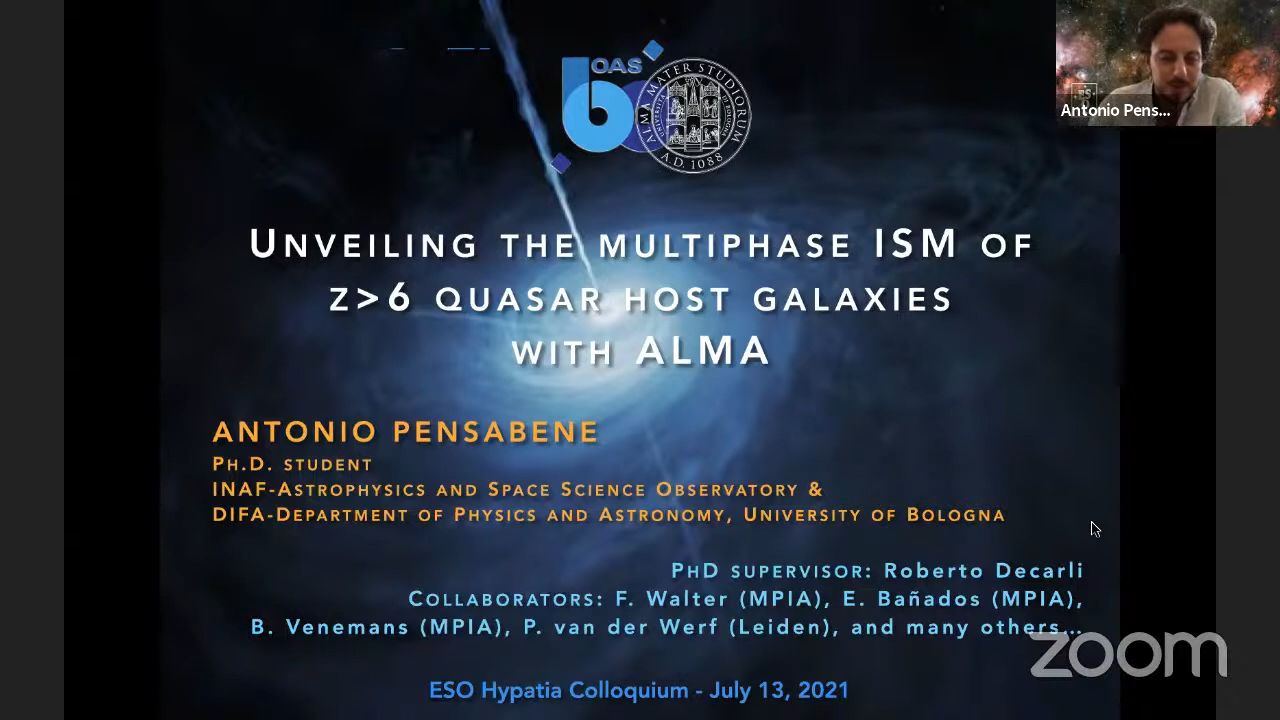 OAS
ALMA MATER STUDIORUM
A.D. 1088
Antonio Pens...
UNVEILING THE MULTIPHASE ISM OF
Z>6 QUASAR HOST GALAXIES
WITH ALMA
ANTONIO PENSABENE
PH.D. STUDENT
INAF-ASTROPHYSICS AND SPACE SCIENCE OBSERVATORY &
DIFA-DEPARTMENT OF PHYSICS AND ASTRONOMY, UNIVERSITY OF BOLOGNA
PHD SUPERVISOR: Roberto Decarli
COLLABORATORS: F. Walter (MPIA), E. Bañados (MPIA),
B. Venemans (MPIA), P. van der Werf (Leiden), and many others...
zoom
ESO Hypatia Colloquium - July 13, 2021